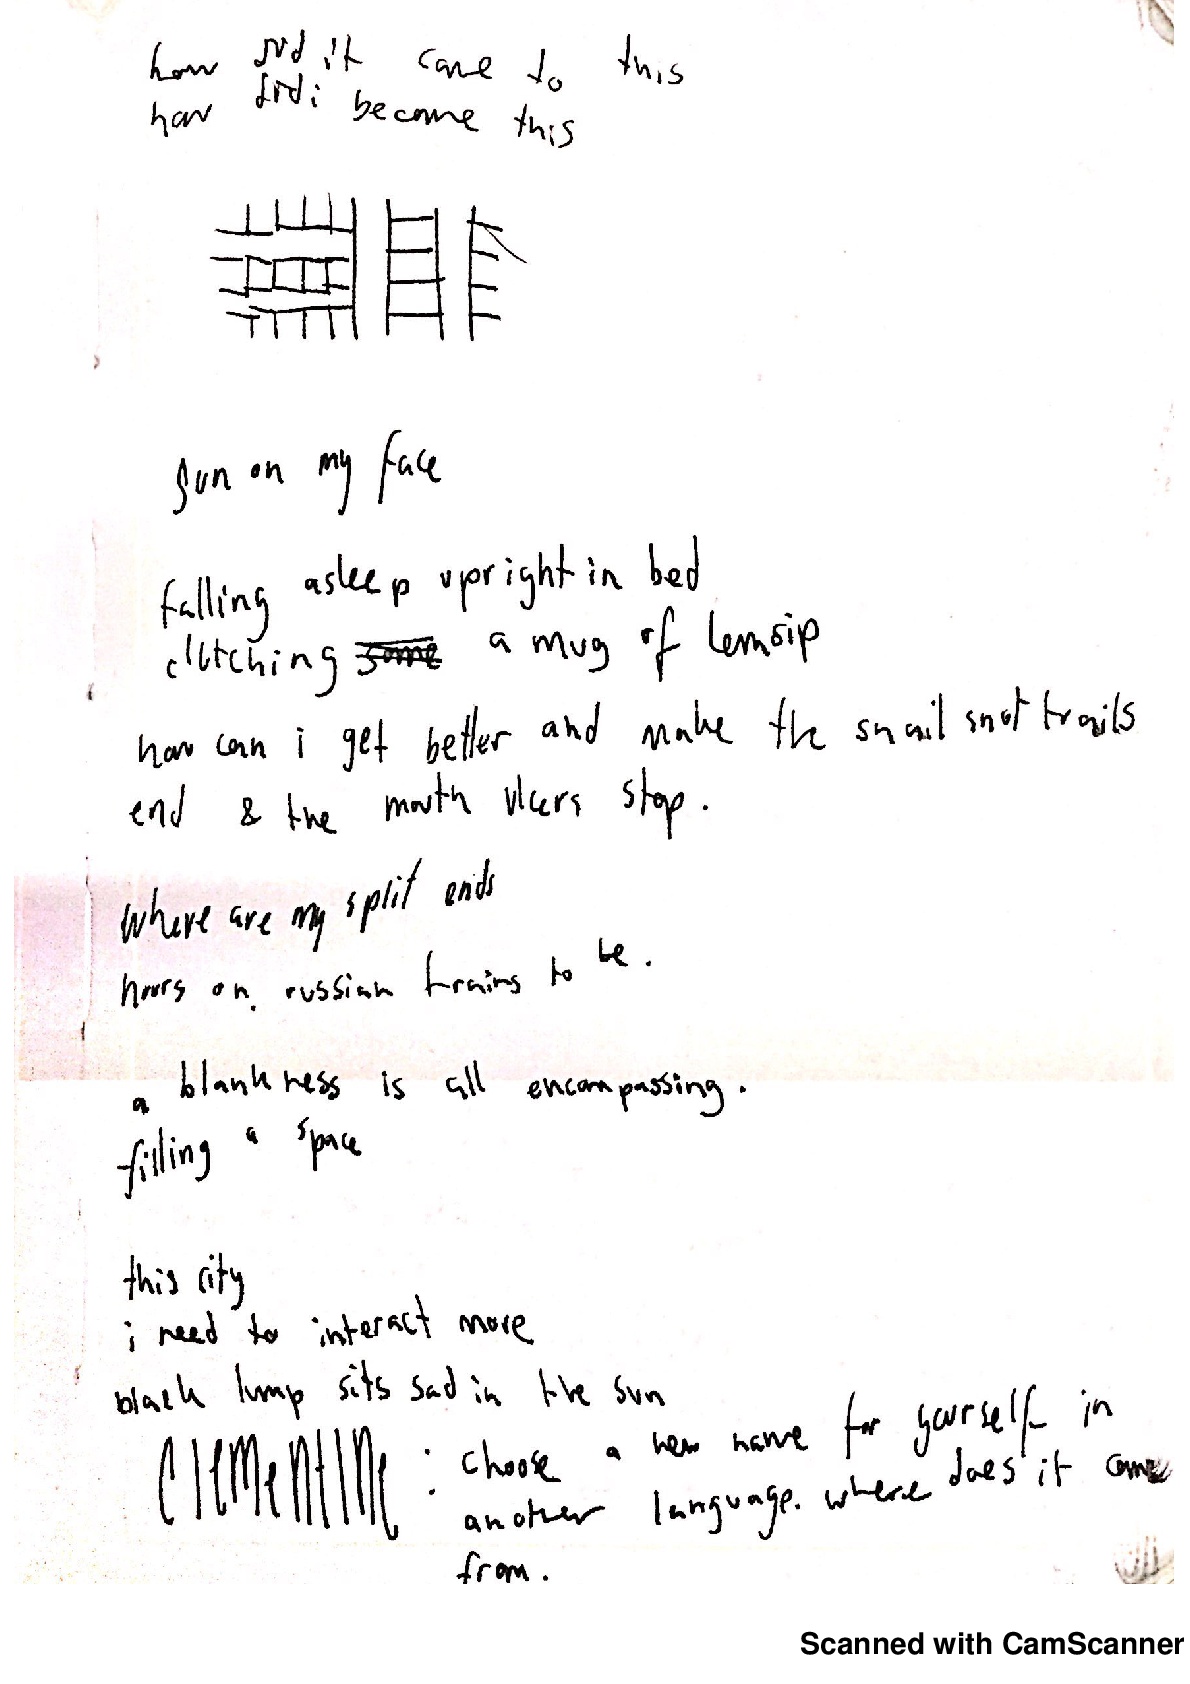 how did it come to this
how did i become this
sun on my face
falling asleep upright in bed
clutching some a mug of lemsip
how can i get better and make the snail snot trails
end & the mouth ulcers stop.
where are my split ends
hours on russian trains to be.
a blankness is all encompassing.
filling a space
this city
i need to interact more
black lump sits sad in the sun
CleMeNtINe : choose a new name for yourself in
another language. where does it come
from.
Scanned with CamScanner